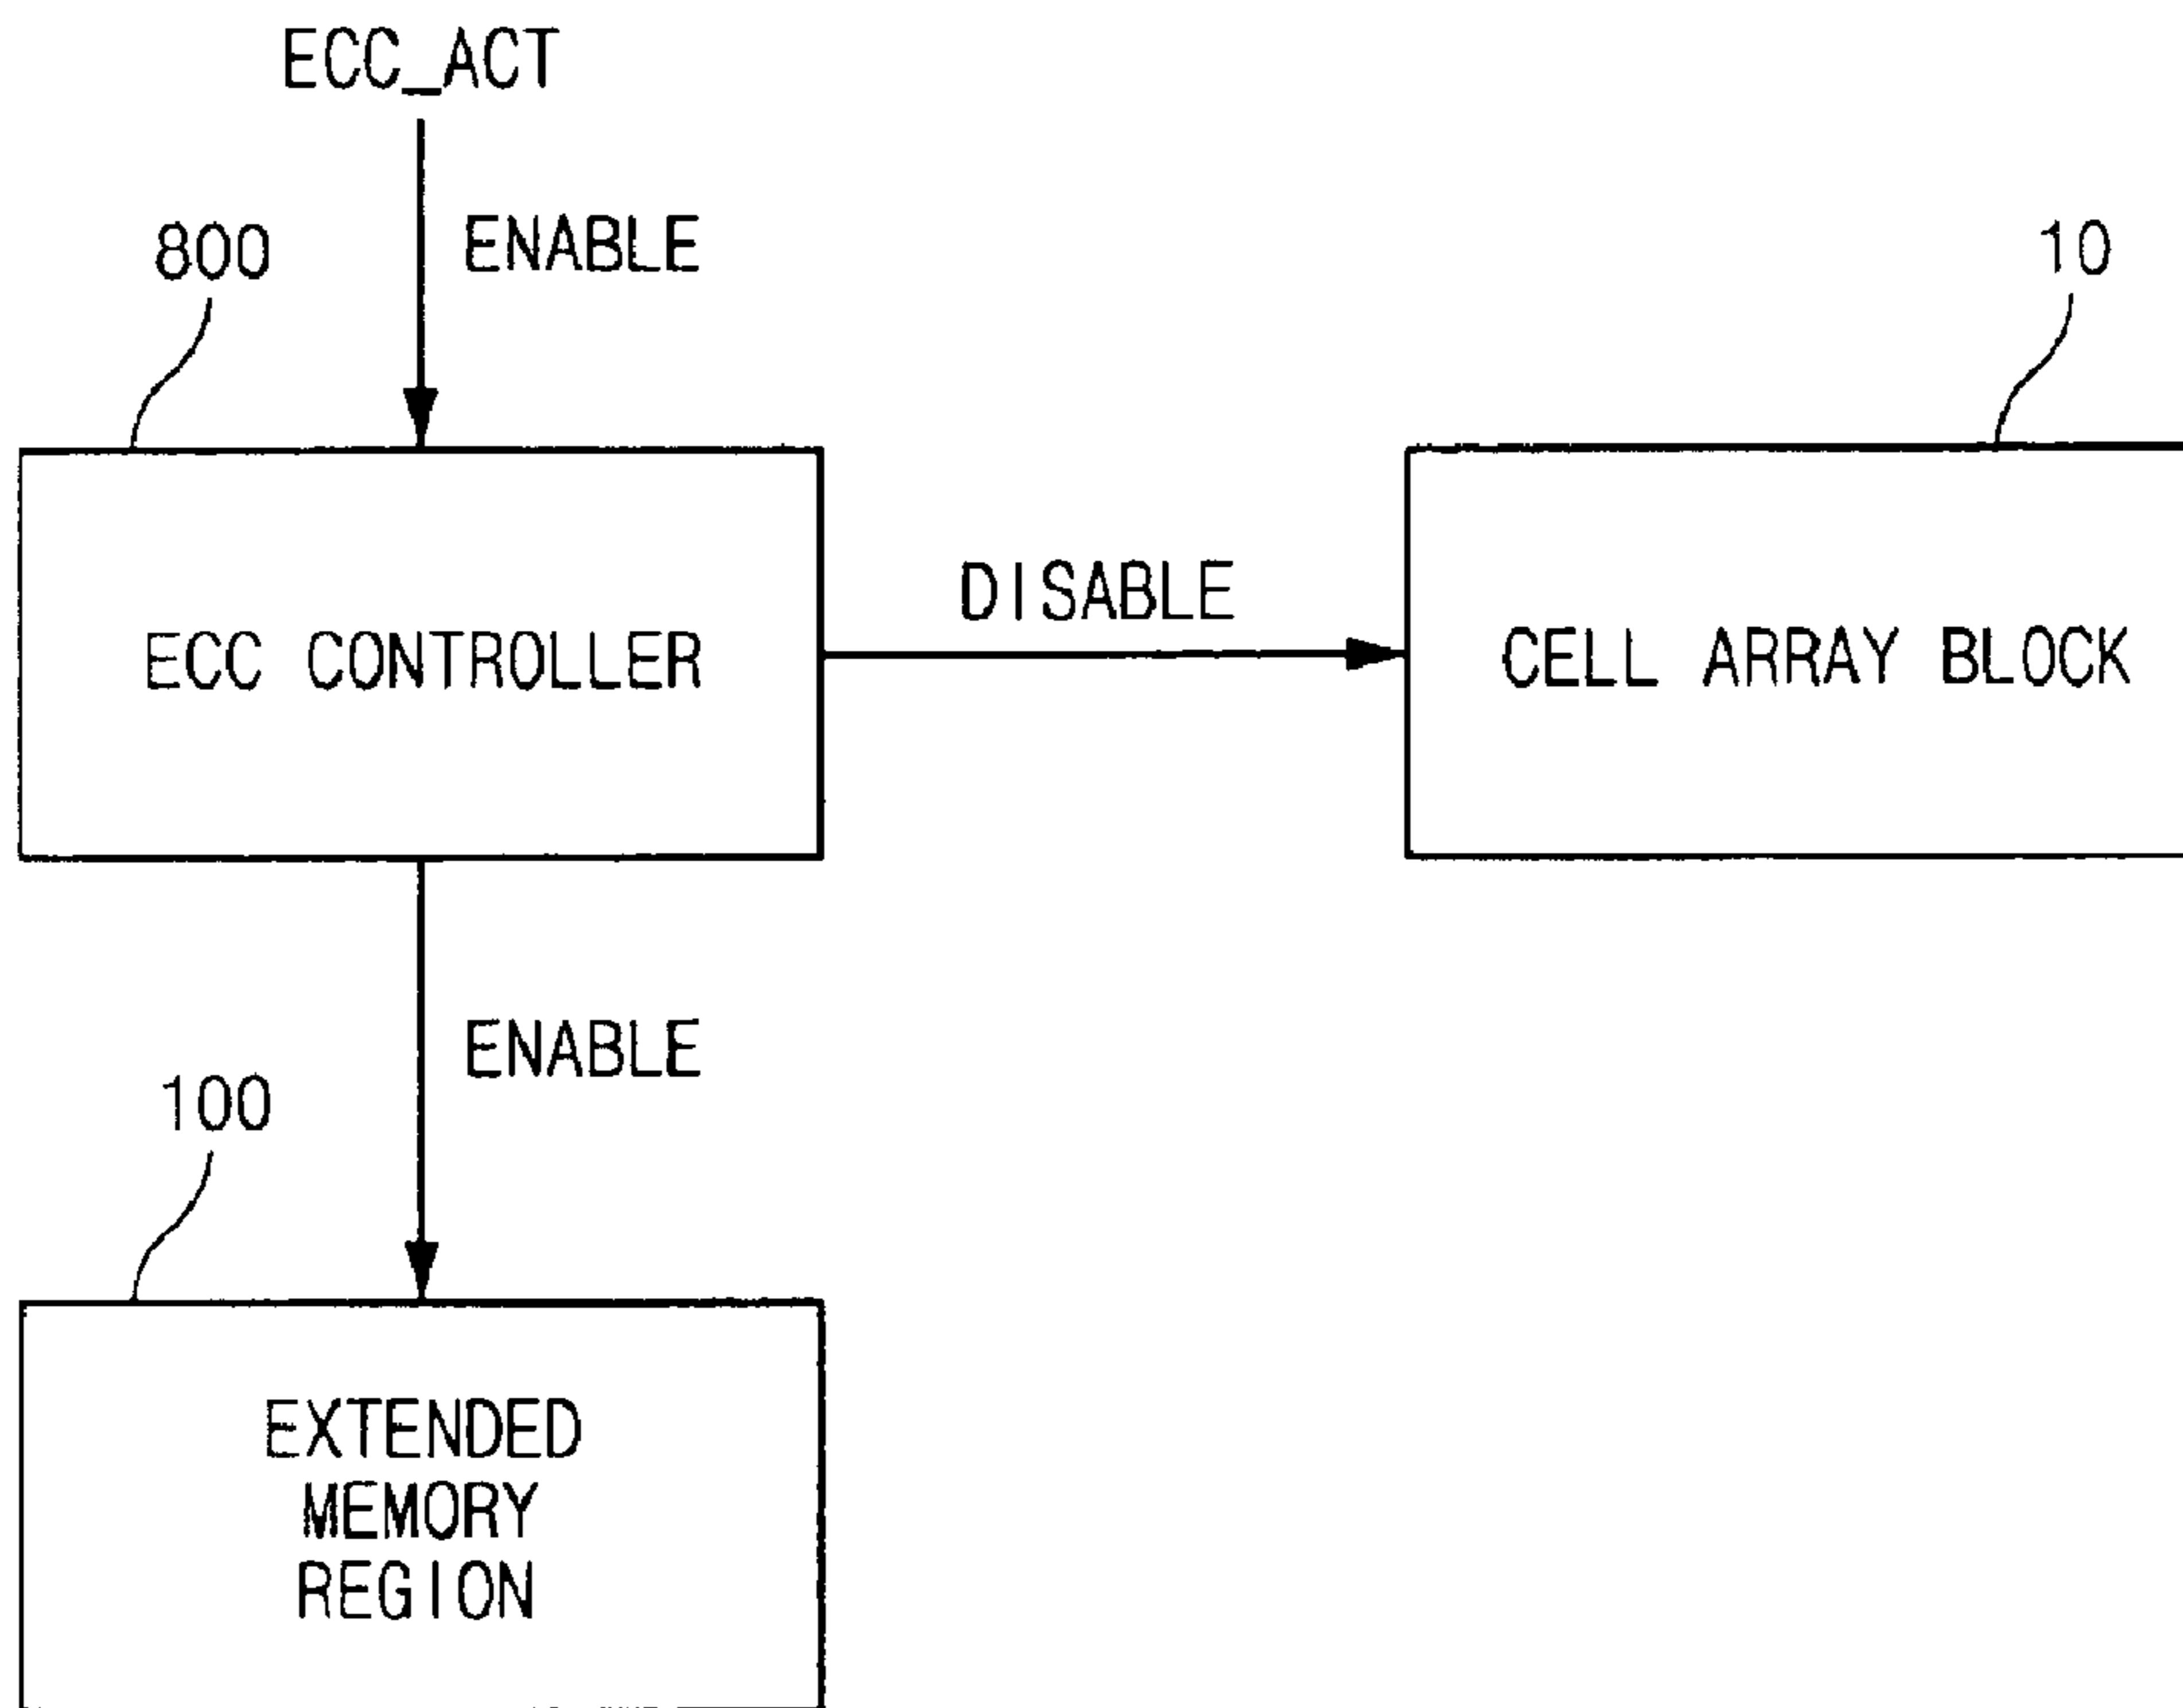 ECC_ACT
ENABLE
800
10
ECC CONTROLLER
DISABLE
CELL ARRAY BLOCK
ENABLE
100
EXTENDED
MEMORY
REGION